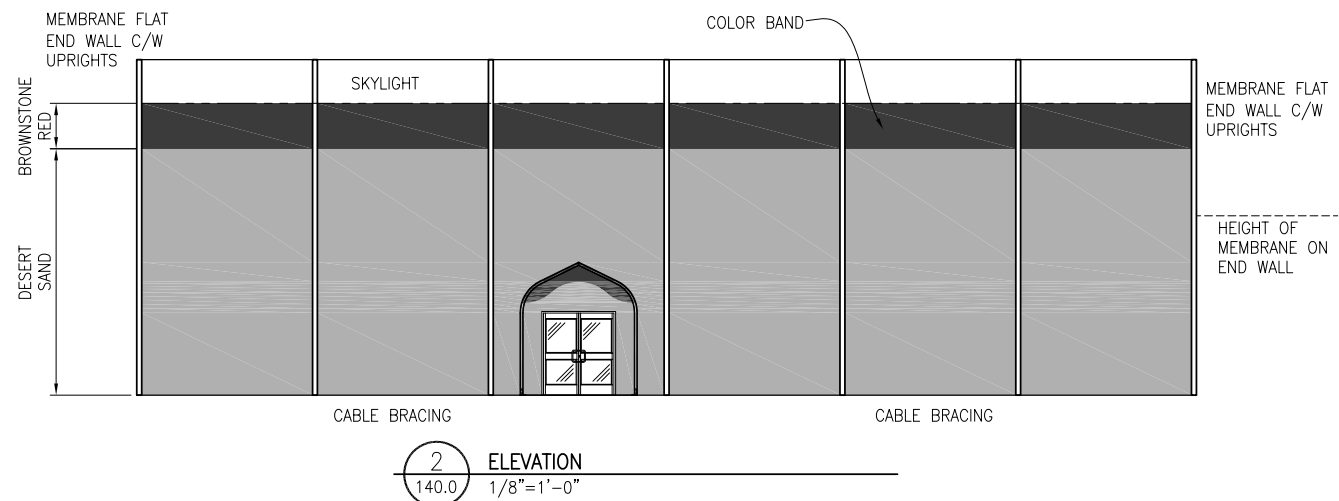 MEMBRANE FLAT
END WALL C/W
UPRIGHTS
COLOR BAND
SKYLIGHT
BROWNSTONE
RED
MEMBRANE FLAT
END WALL C/W
UPRIGHTS
DESERT
SAND
HEIGHT OF
MEMBRANE ON
END WALL
CABLE BRACING
CABLE BRACING
2
140.0
ELEVATION
1/8"=1'-0"